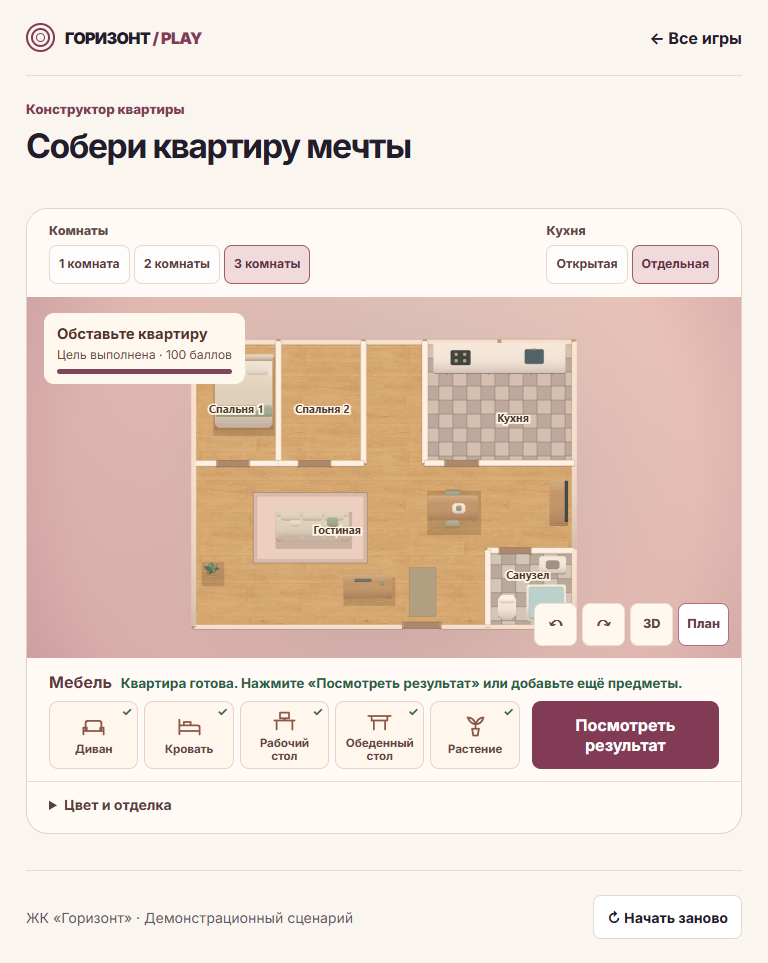 ГОРИЗОНТ / PLAY
← Все игры
Конструктор квартиры
Собери квартиру мечты
Комнаты
Кухня
1 комната
2 комнаты
3 комнаты
Открытая
Отдельная
Обставьте квартиру
Цель выполнена · 100 баллов
Спальня 1
Спальня 2
Кухня
Гостиная
Санузел
3D
План
Мебель Квартира готова. Нажмите «Посмотреть результат» или добавьте ещё предметы.
Диван
Кровать
Рабочий
стол
Обеденный
стол
Растение
Посмотреть
результат
Цвет и отделка
ЖК «Горизонт» · Демонстрационный сценарий
↻ Начать заново